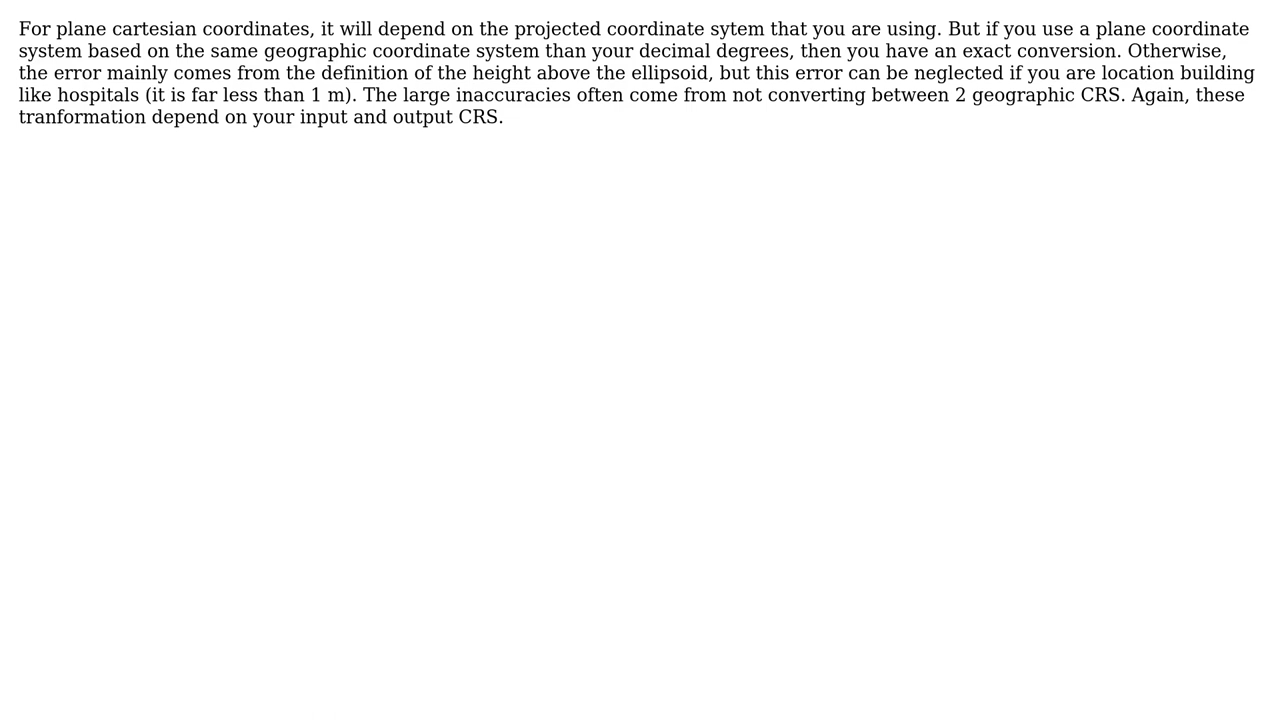 For plane cartesian coordinates, it will depend on the projected coordinate sytem that you are using. But if you use a plane coordinate
system based on the same geographic coordinate system than your decimal degrees, then you have an exact conversion. Otherwise,
the error mainly comes from the definition of the height above the ellipsoid, but this error can be neglected if you are location building
like hospitals (it is far less than 1 m). The large inaccuracies often come from not converting between 2 geographic CRS. Again, these
tranformation depend on your input and output CRS.